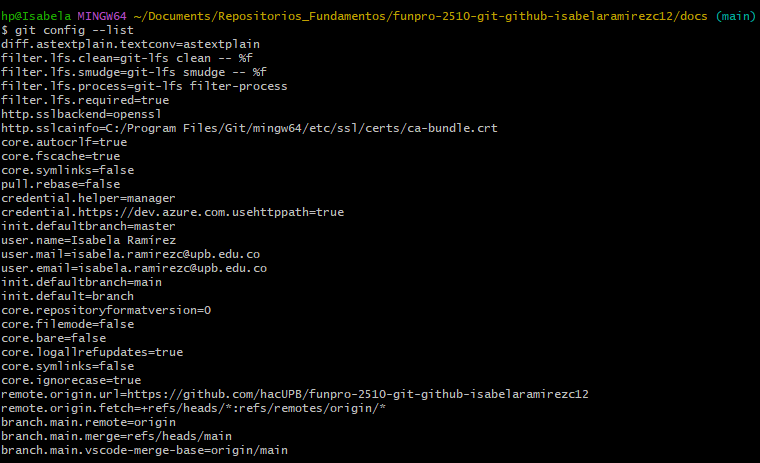 hp@Isabela MINGW64 ~/Documents/Repositorios_Fundamentos/funpro-2510-git-github-isabelaramirezc12/docs (main)
$ git config --list
diff.astextplain.textconv=astextplain
filter.lfs.clean=git-lfs clean -- %f
filter.lfs.smudge=git-lfs smudge -- %f
filter.lfs.process=git-lfs filter-process
filter.lfs.required=true
http.sslbackend=openssl
http.sslcainfo=C:/Program Files/Git/mingw64/etc/ssl/certs/ca-bundle.crt
core.autocrlf=true
core.fscache=true
core.symlinks=false
pull.rebase=false
credential.helper=manager
credential.https://dev.azure.com.usehttppath=true
init.defaultbranch=master
user.name=Isabela Ramírez
user.mail=isabela.ramirezc@upb.edu.co
user.email=isabela.ramirezc@upb.edu.co
init.defaultbranch=main
init.default=branch
core.repositoryformatversion=0
core.filemode=false
core.bare=false
core.logallrefupdates=true
core.symlinks=false
core.ignorecase=true
remote.origin.url=https://github.com/hacUPB/funpro-2510-git-github-isabelaramirezc12
remote.origin.fetch=+refs/heads/*:refs/remotes/origin/*
branch.main.remote=origin
branch.main.merge=refs/heads/main
branch.main.vscode-merge-base=origin/main